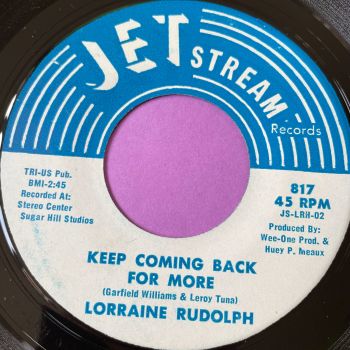 JET STREAM
Records
TRI-US Pub.
BMI-2:45
Recorded At:
Stereo Center
Sugar Hill Studios
817
45 RPM
JS-LRH-02
Produced By:
Wee-One Prod. &
Huey P. Meaux
KEEP COMING BACK
FOR MORE
(Garfield Williams & Leroy Tuna)
LORRAINE RUDOLPH